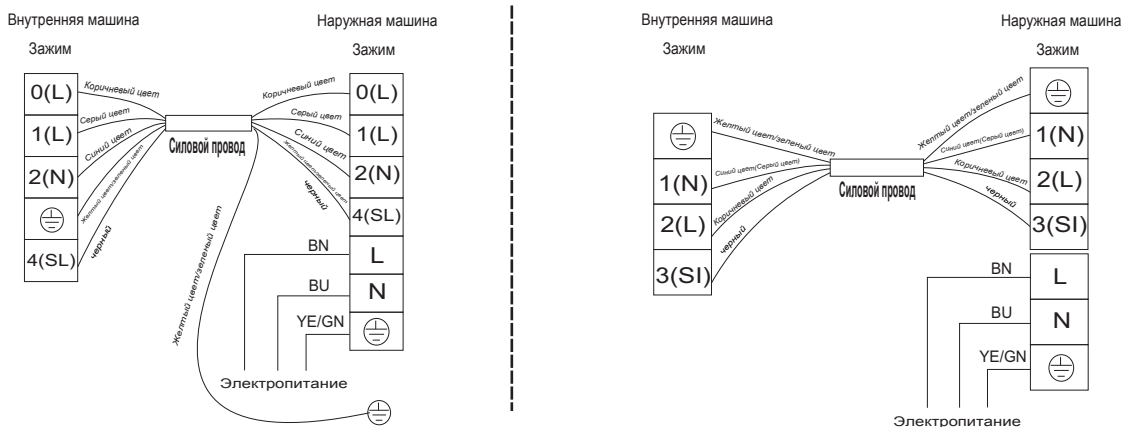 Внутренняя машина
Наружная машина
Зажим
Зажим
0(L)
1(L)
2(N)
4(SL)
Коричневый цвет
Серый цвет
Синий цвет
Желтый цвет/зеленый цвет
черный
Силовой провод
Коричневый цвет
Серый цвет
Синий цвет
Желтый цвет/зеленый цвет
черный
Желтый цвет/зеленый цвет
0(L)
1(L)
2(N)
4(SL)
L
N
BN
BU
YE/GN
Электропитание
Внутренняя машина
Наружная машина
Зажим
Зажим
1(N)
2(L)
3(SI)
Желтый цвет/зеленый цвет
Синий цвет(Серый цвет)
Коричневый цвет
черный
Силовой провод
Желтый цвет/зеленый цвет
Синий цвет(Серый цвет)
Коричневый цвет
черный
1(N)
2(L)
3(SI)
L
N
BN
BU
YE/GN
Электропитание